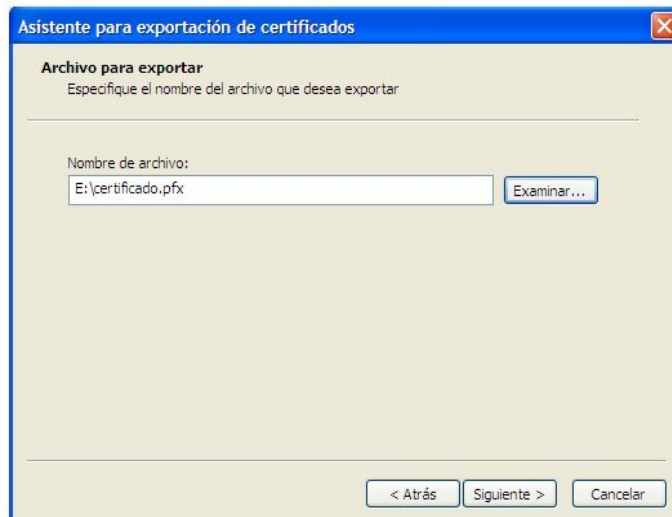 Asistente para exportación de certificados
Archivo para exportar
Especifique el nombre del archivo que desea exportar
Nombre de archivo:
E:\certificado.pfx
Examinar...
< Atrás
Siguiente >
Cancelar